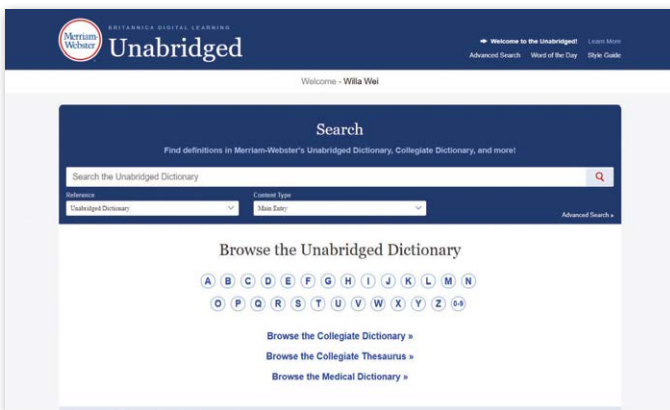 Merriam-
Webster
BRITANNICA DIGITAL LEARNING
Unabridged
Welcome to the Unabridged! Learn More
Advanced Search Word of the Day Style Guide
Welcome - Willa Wei
Search
Find definitions in Merriam-Webster's Unabridged Dictionary, Collegiate Dictionary, and more!
Search the Unabridged Dictionary
Reference Content Type
Unabridged Dictionary Main Entry
Advanced Search »
Browse the Unabridged Dictionary
A B C D E F G H I J K L M N
O P Q R S T U V W X Y Z 0-9
Browse the Collegiate Dictionary »
Browse the Collegiate Thesaurus »
Browse the Medical Dictionary »